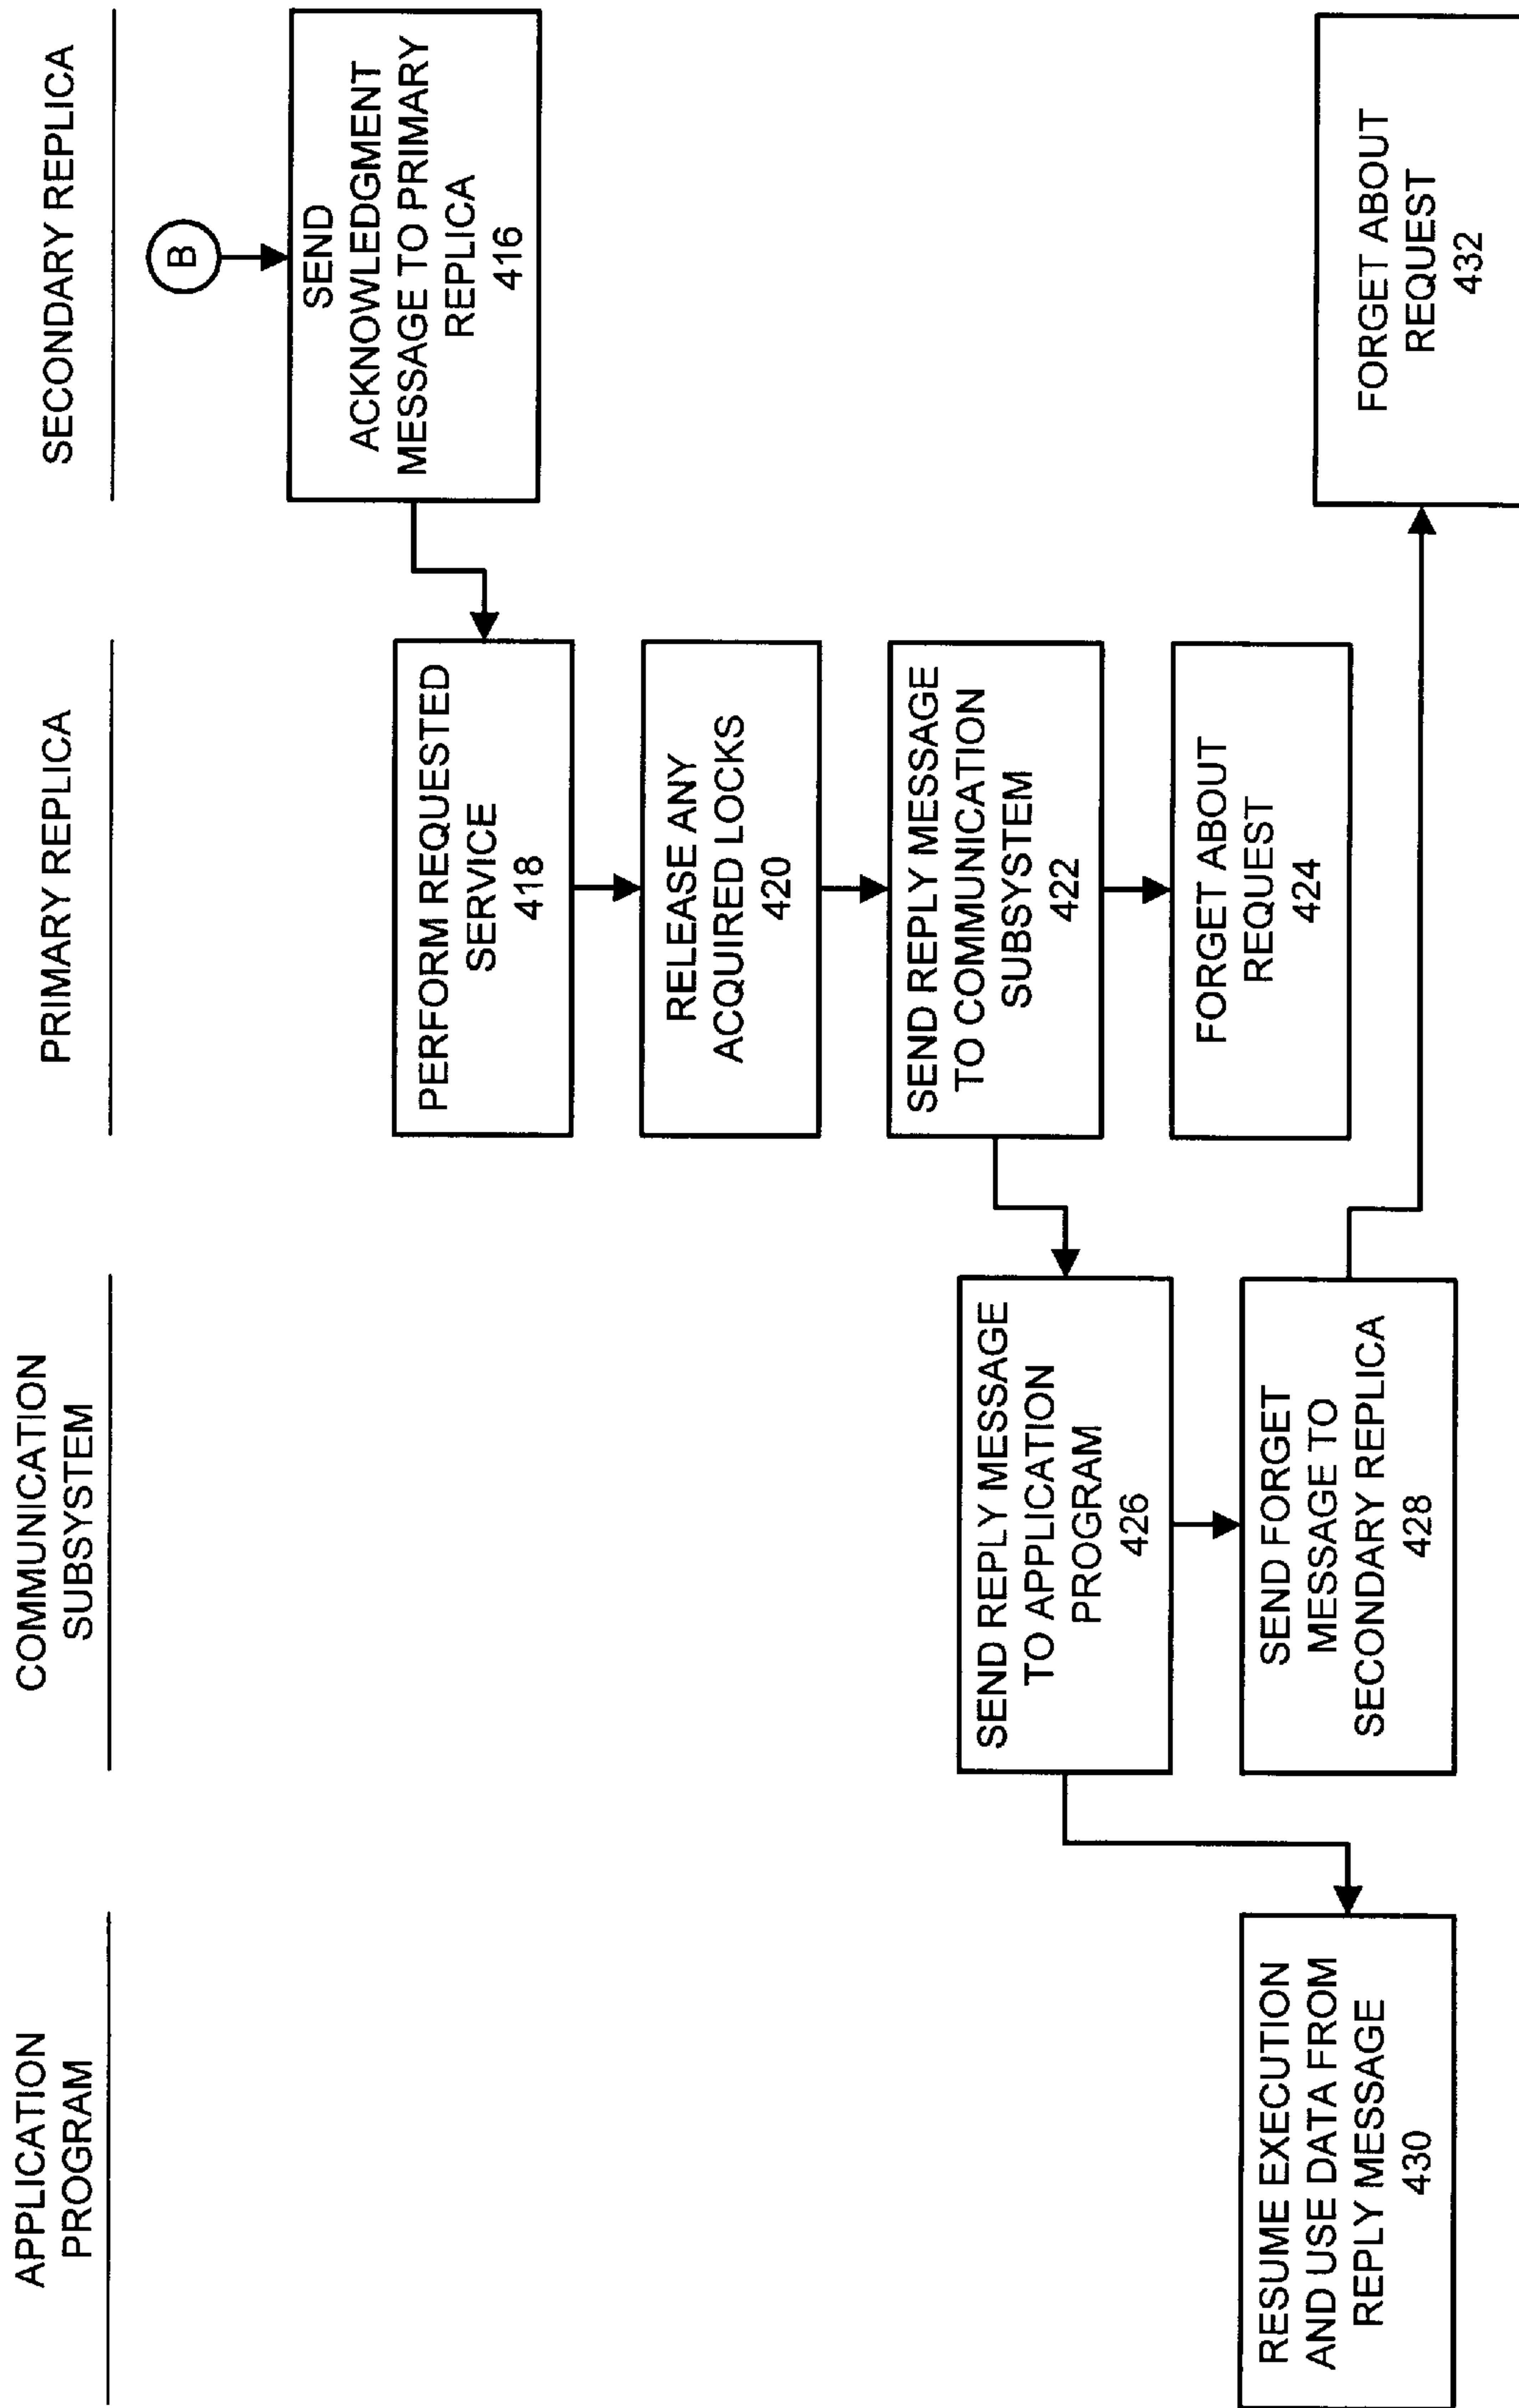 APPLICATION
PROGRAM
COMMUNICATION
SUBSYSTEM
PRIMARY REPLICA
SECONDARY REPLICA
B
SEND
ACKNOWLEDGMENT
MESSAGE TO PRIMARY
REPLICA
416
PERFORM REQUESTED
SERVICE
418
RELEASE ANY
ACQUIRED LOCKS
420
SEND REPLY MESSAGE
TO COMMUNICATION
SUBSYSTEM
422
FORGET ABOUT
REQUEST
424
SEND REPLY MESSAGE
TO APPLICATION
PROGRAM
426
SEND FORGET
MESSAGE TO
SECONDARY REPLICA
428
RESUME EXECUTION
AND USE DATA FROM
REPLY MESSAGE
430
FORGET ABOUT
REQUEST
432